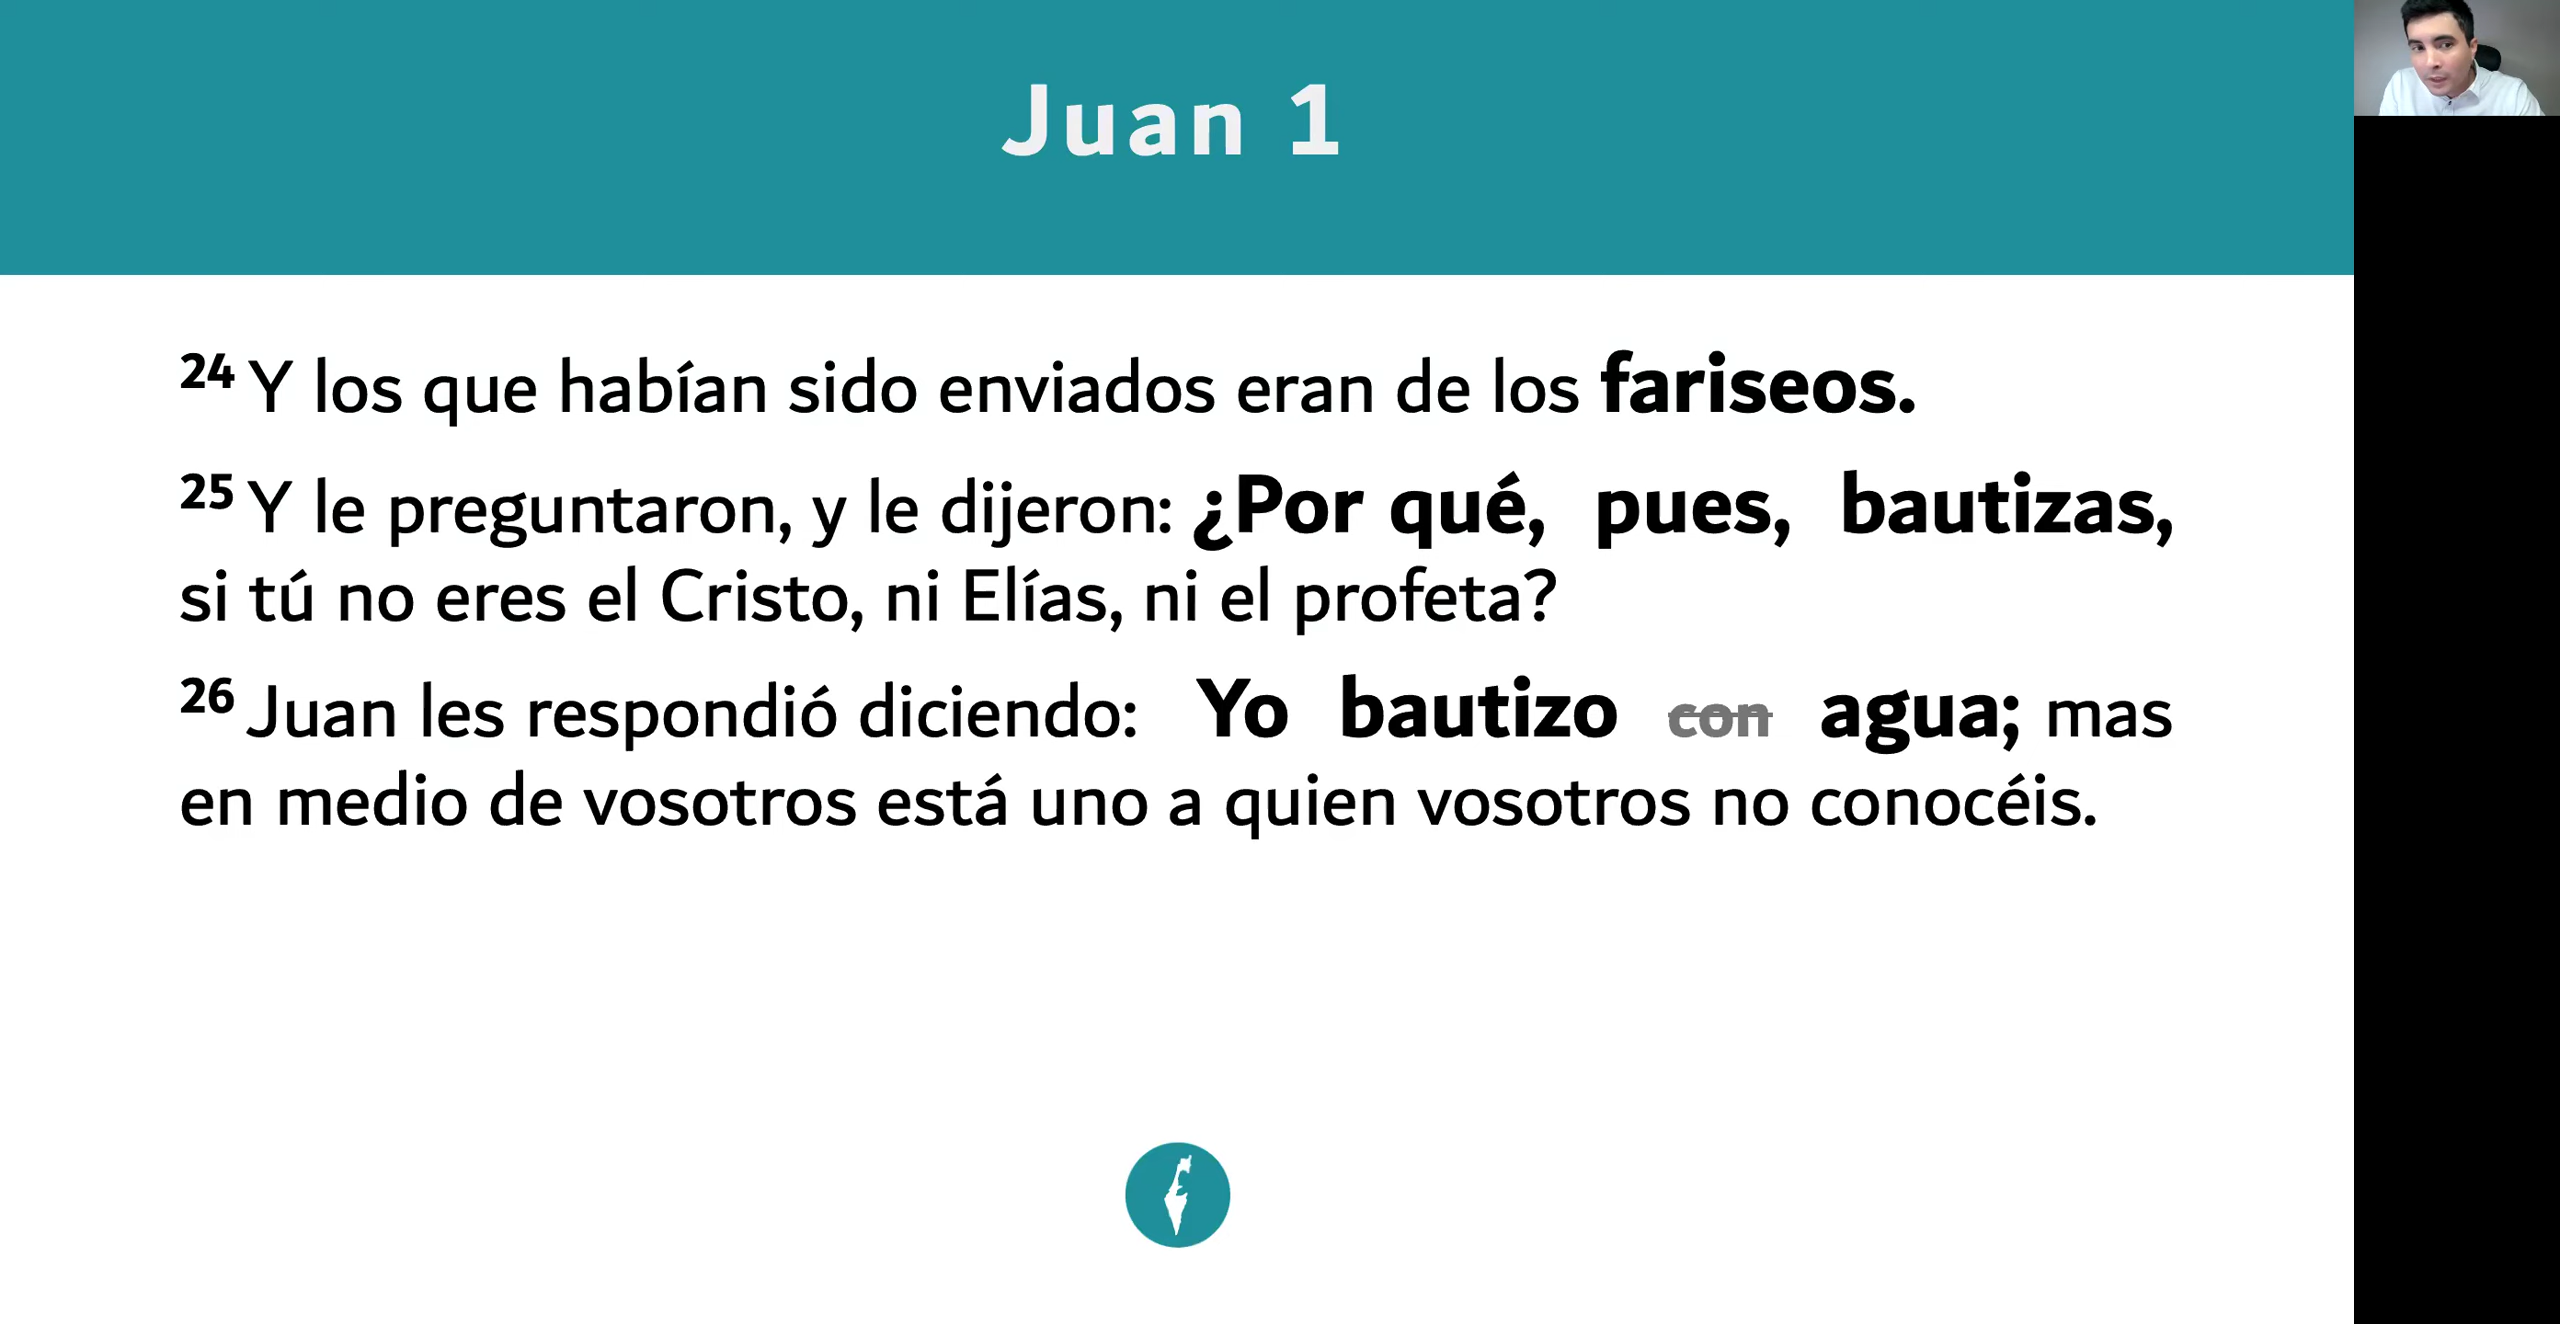 Juan 1
24 Y los que habían sido enviados eran de los fariseos.
25 Y le preguntaron, y le dijeron: ¿Por qué, pues, bautizas,
si tú no eres el Cristo, ni Elías, ni el profeta?
26 Juan les respondió diciendo: Yo bautizo con agua; mas
en medio de vosotros está uno a quien vosotros no conocéis.